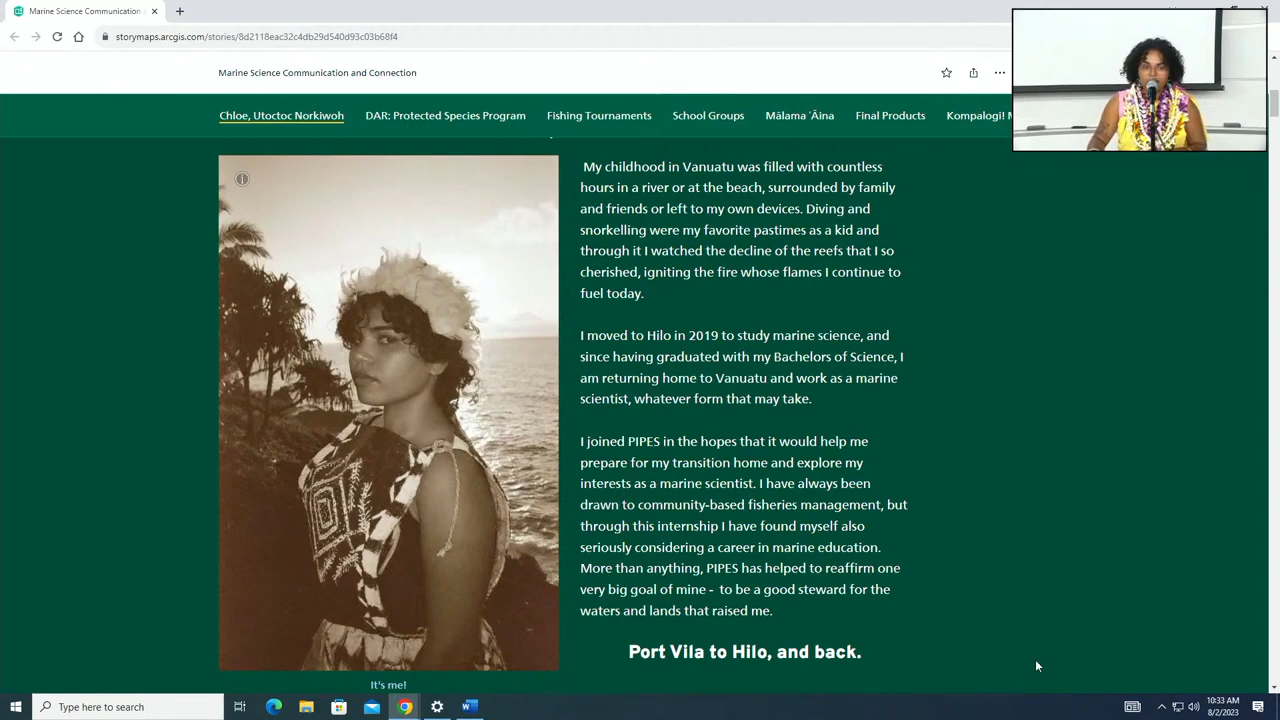 Marine Science Communication
storymaps.arcgis.com/stories/8d2118eac32c4db29d540d93c03b68f4
Marine Science Communication and Connection
Chloe, Utoctoc Norkiwoh
DAR: Protected Species Program
Fishing Tournaments
School Groups
Mālama ʻĀina
Final Products
Kompalogi!
My childhood in Vanuatu was filled with countless
hours in a river or at the beach, surrounded by family
and friends or left to my own devices. Diving and
snorkelling were my favorite pastimes as a kid and
through it I watched the decline of the reefs that I so
cherished, igniting the fire whose flames I continue to
fuel today.
I moved to Hilo in 2019 to study marine science, and
since having graduated with my Bachelors of Science, I
am returning home to Vanuatu and work as a marine
scientist, whatever form that may take.
I joined PIPES in the hopes that it would help me
prepare for my transition home and explore my
interests as a marine scientist. I have always been
drawn to community-based fisheries management, but
through this internship I have found myself also
seriously considering a career in marine education.
More than anything, PIPES has helped to reaffirm one
very big goal of mine - to be a good steward for the
waters and lands that raised me.
Port Vila to Hilo, and back.
It's me!
Type here to search
10:33 AM
8/2/2023